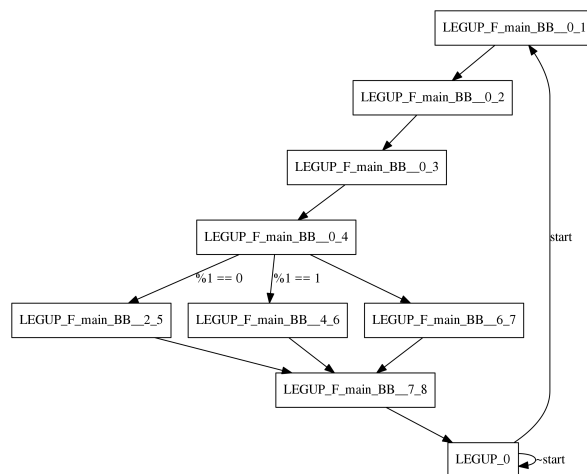 LEGUP_F_main_BB__0_1
LEGUP_F_main_BB__0_2
LEGUP_F_main_BB__0_3
LEGUP_F_main_BB__0_4
start
%1 == 0
%1 == 1
LEGUP_F_main_BB__2_5
LEGUP_F_main_BB__4_6
LEGUP_F_main_BB__6_7
LEGUP_F_main_BB__7_8
LEGUP_0
~start